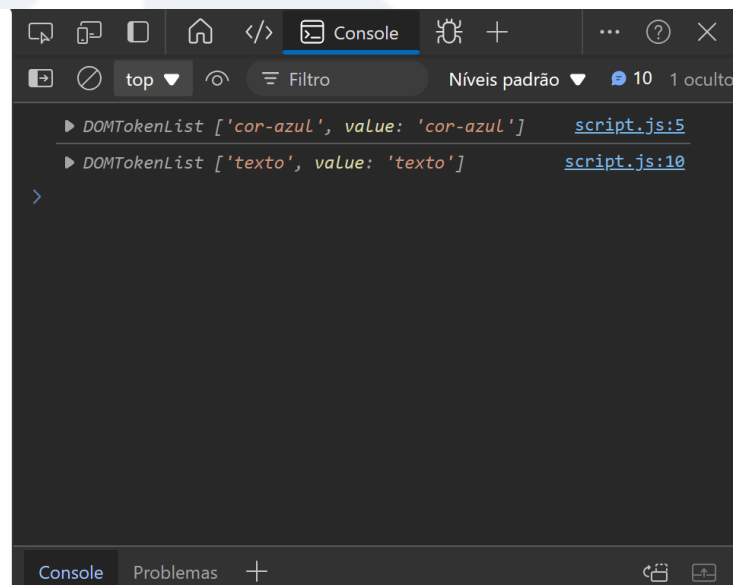 Console
top ▼ Filtro Níveis padrão ▼ 10 1 oculto
▶ DOMTokenList ['cor-azul', value: 'cor-azul'] script.js:5
▶ DOMTokenList ['texto', value: 'texto'] script.js:10
>
Console Problemas